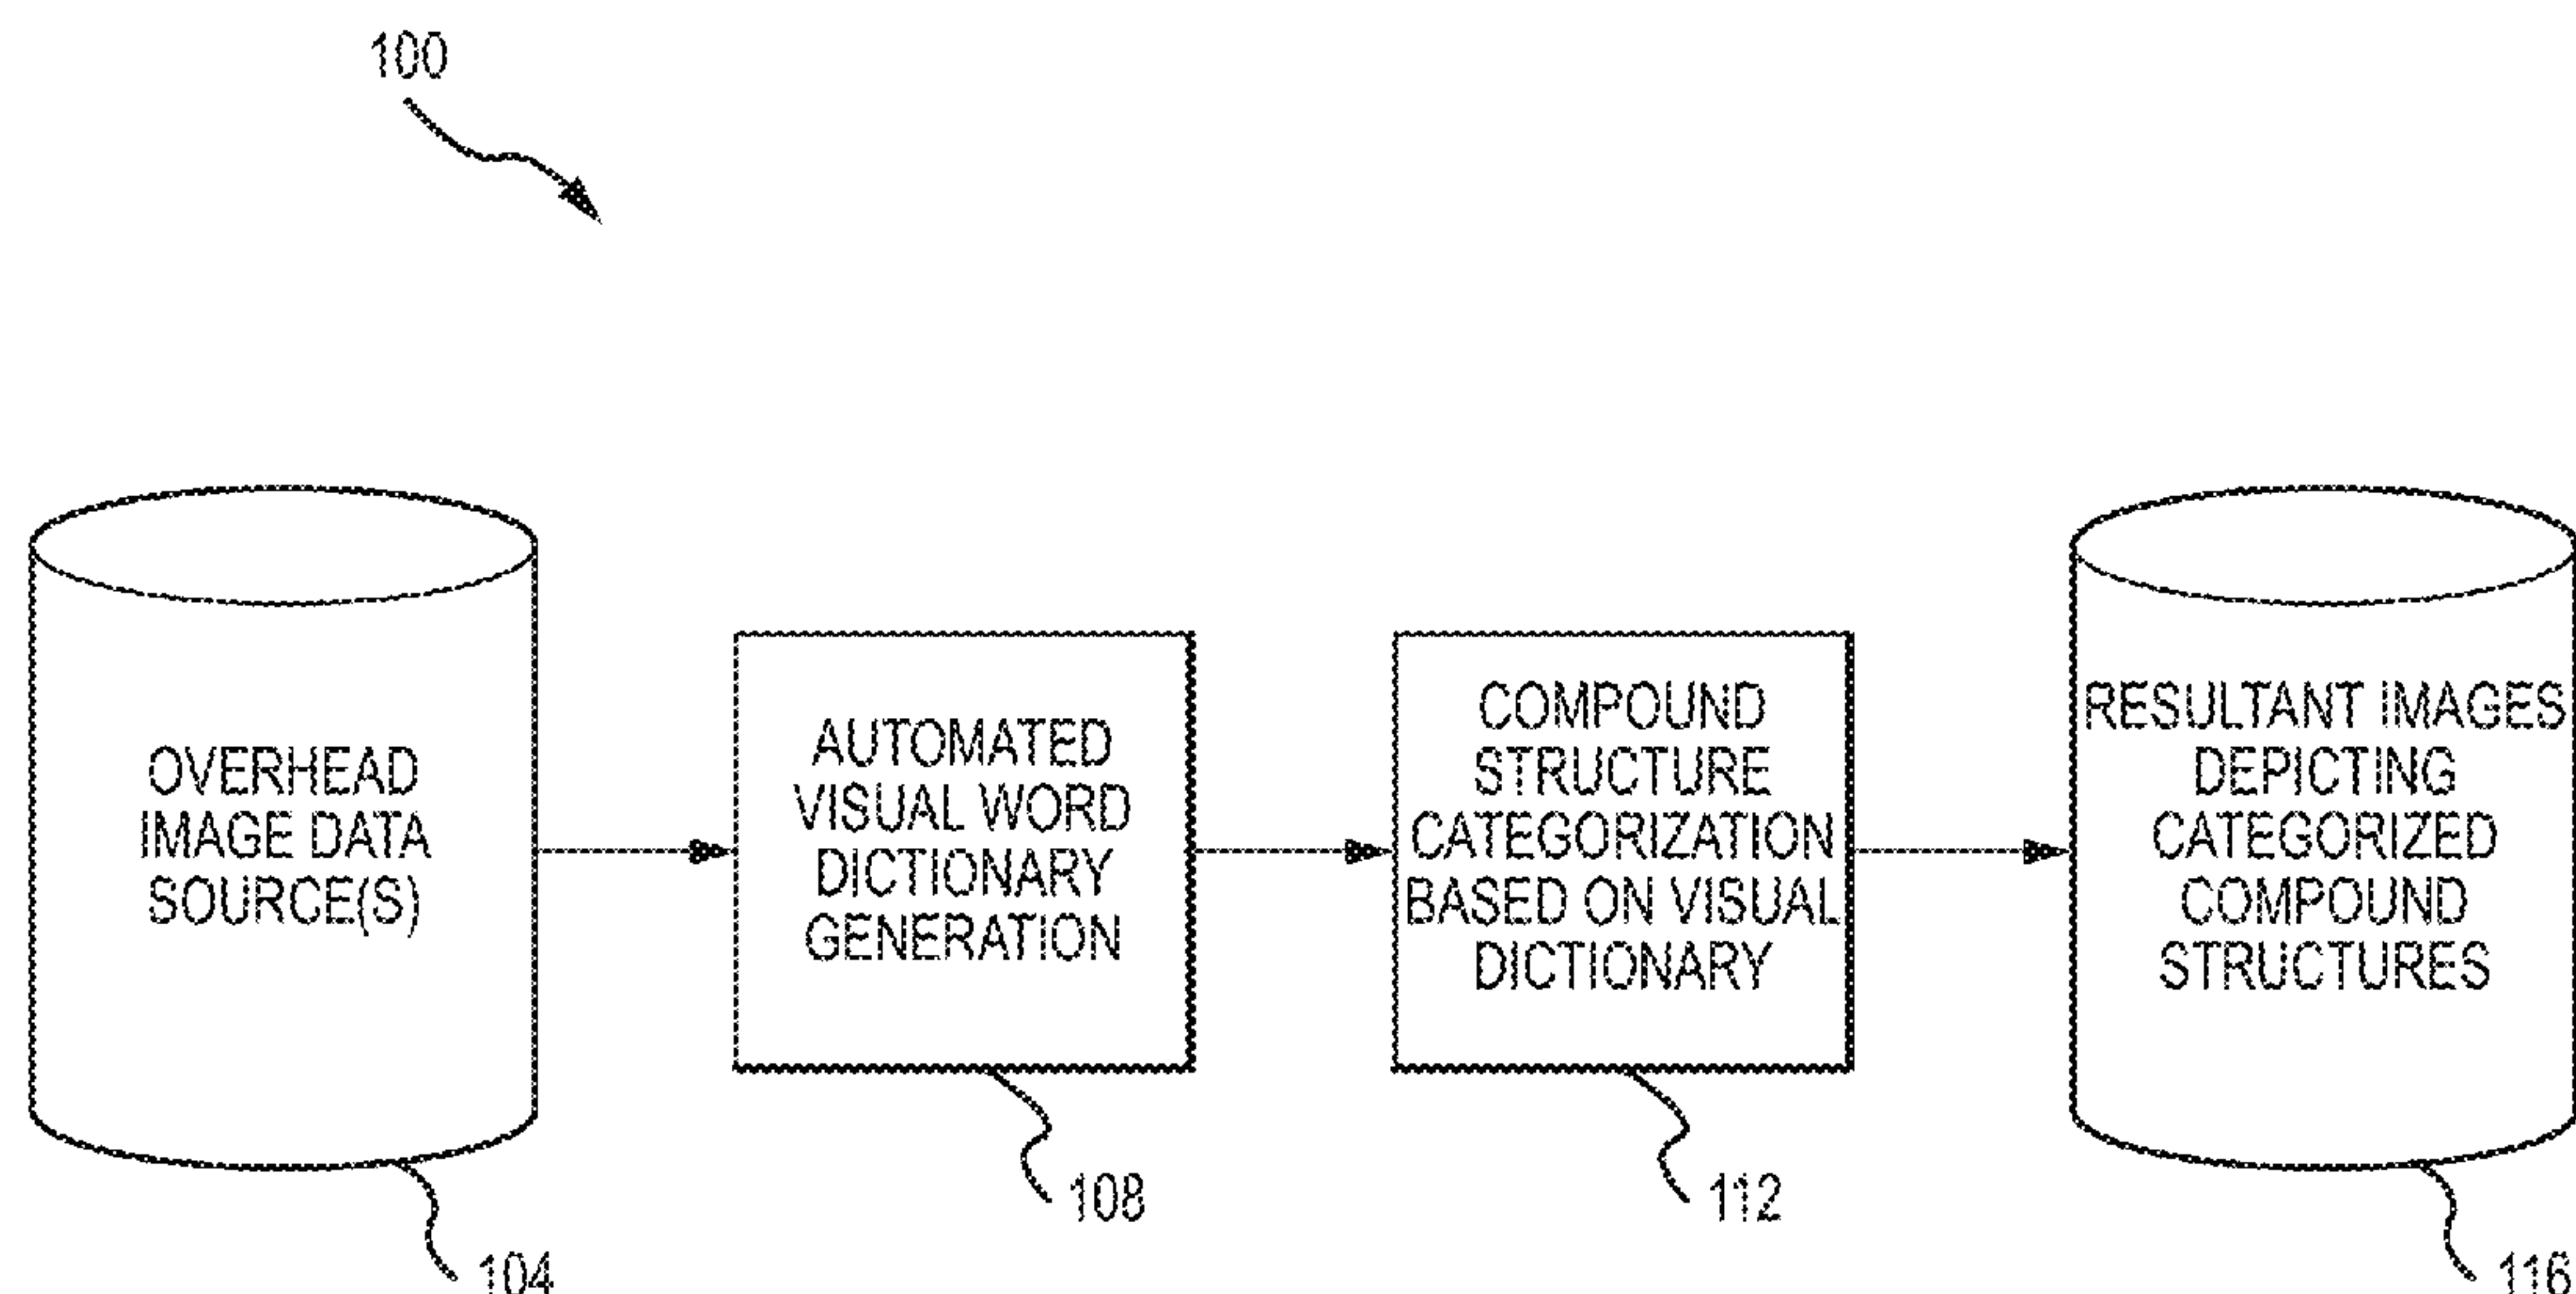 100
OVERHEAD
IMAGE DATA
SOURCE(S)
AUTOMATED
VISUAL WORD
DICTIONARY
GENERATION
COMPOUND
STRUCTURE
CATEGORIZATION
BASED ON VISUAL
DICTIONARY
RESULTANT IMAGES
DEPICTING
CATEGORIZED
COMPOUND
STRUCTURES
104
108
112
116